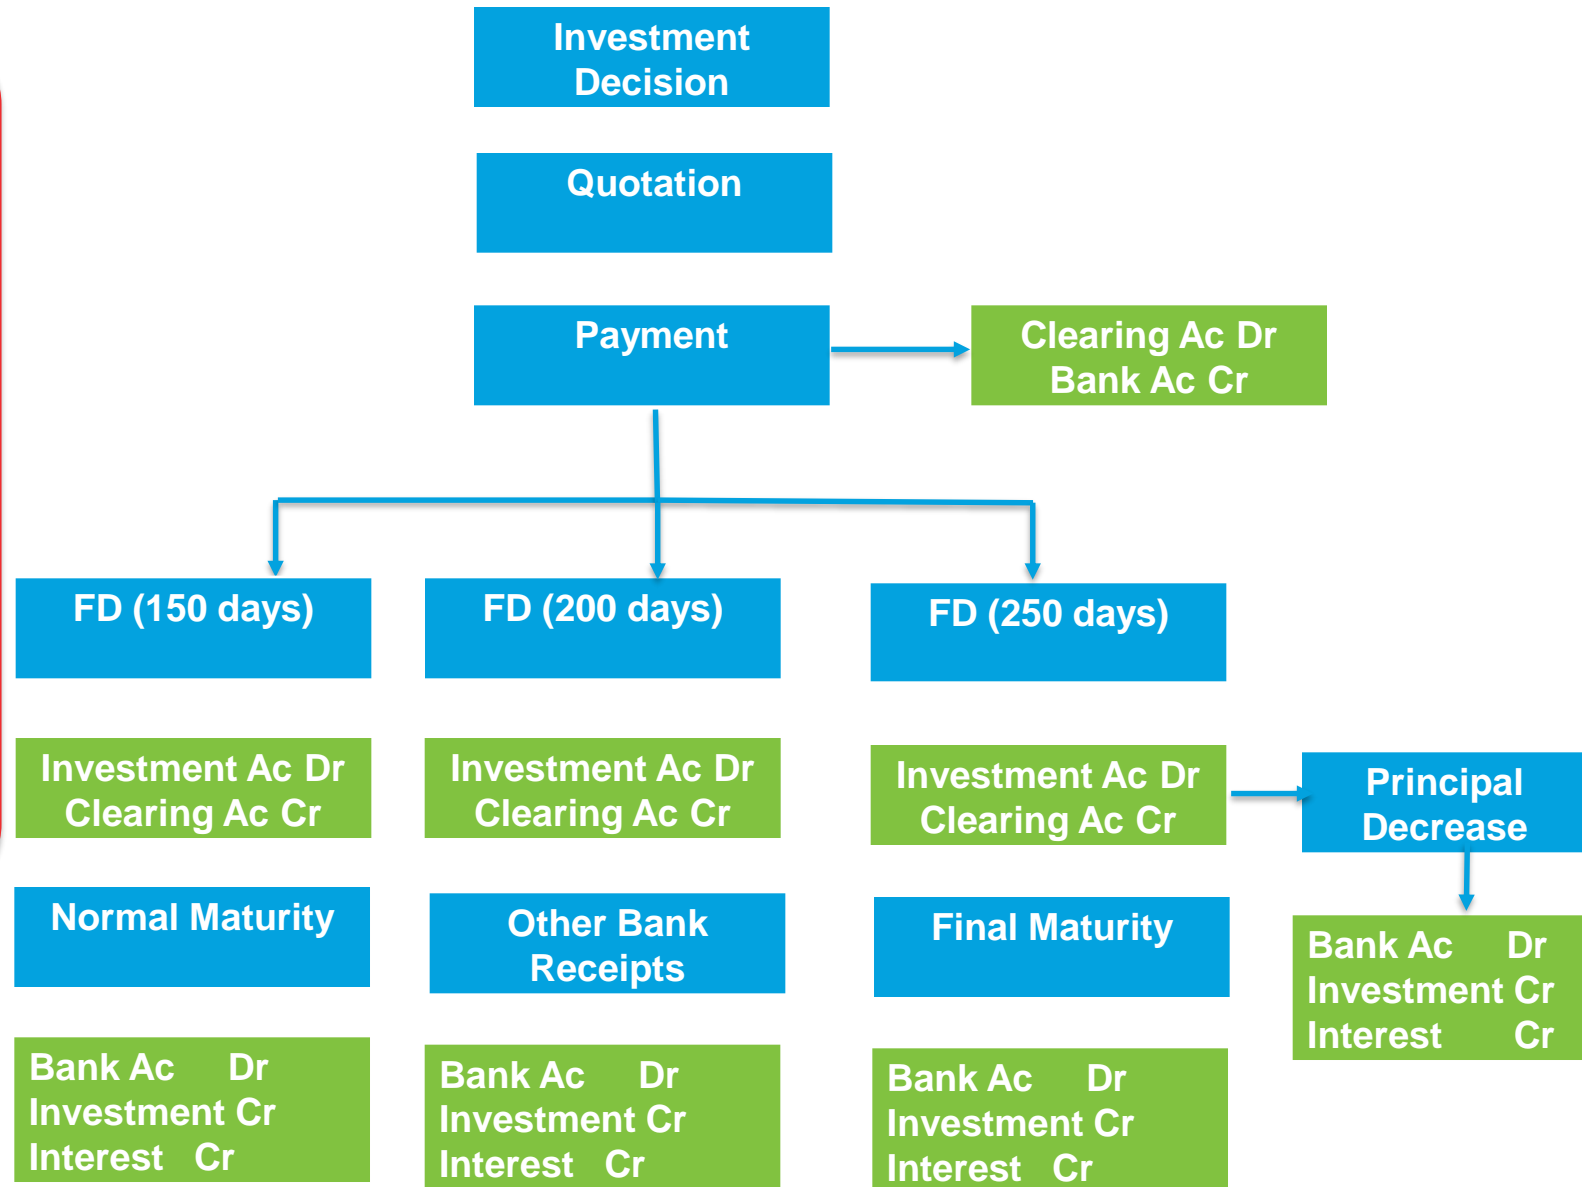 Investment
Decision
Quotation
Payment
Clearing Ac Dr
Bank Ac Cr
FD (150 days)
FD (200 days)
FD (250 days)
Investment Ac Dr
Clearing Ac Cr
Investment Ac Dr
Clearing Ac Cr
Investment Ac Dr
Clearing Ac Cr
Principal
Decrease
Normal Maturity
Other Bank
Receipts
Final Maturity
Bank Ac Dr
Investment Cr
Interest Cr
Bank Ac Dr
Investment Cr
Interest Cr
Bank Ac Dr
Investment Cr
Interest Cr
Bank Ac Dr
Investment Cr
Interest Cr